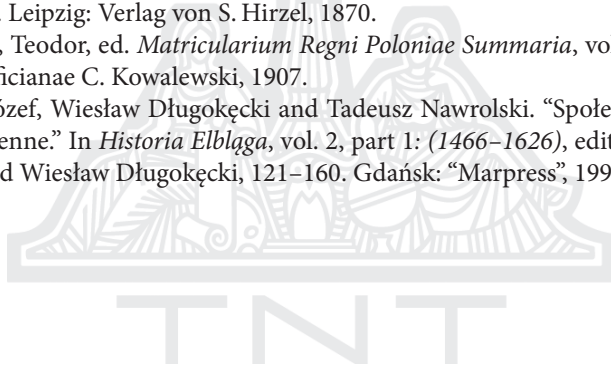 Leipzig: Verlag von S. Hirzel, 1870.
, Teodor, ed. Matricularium Regni Poloniae Summaria, vol
ficianae C. Kowalewski, 1907.
ózef, Wiesław Długokęcki and Tadeusz Nawrolski. “Społe
enne.” In Historia Elbląga, vol. 2, part 1: (1466–1626), edit
d Wiesław Długokęcki, 121–160. Gdańsk: “Marpress”, 199
TNT